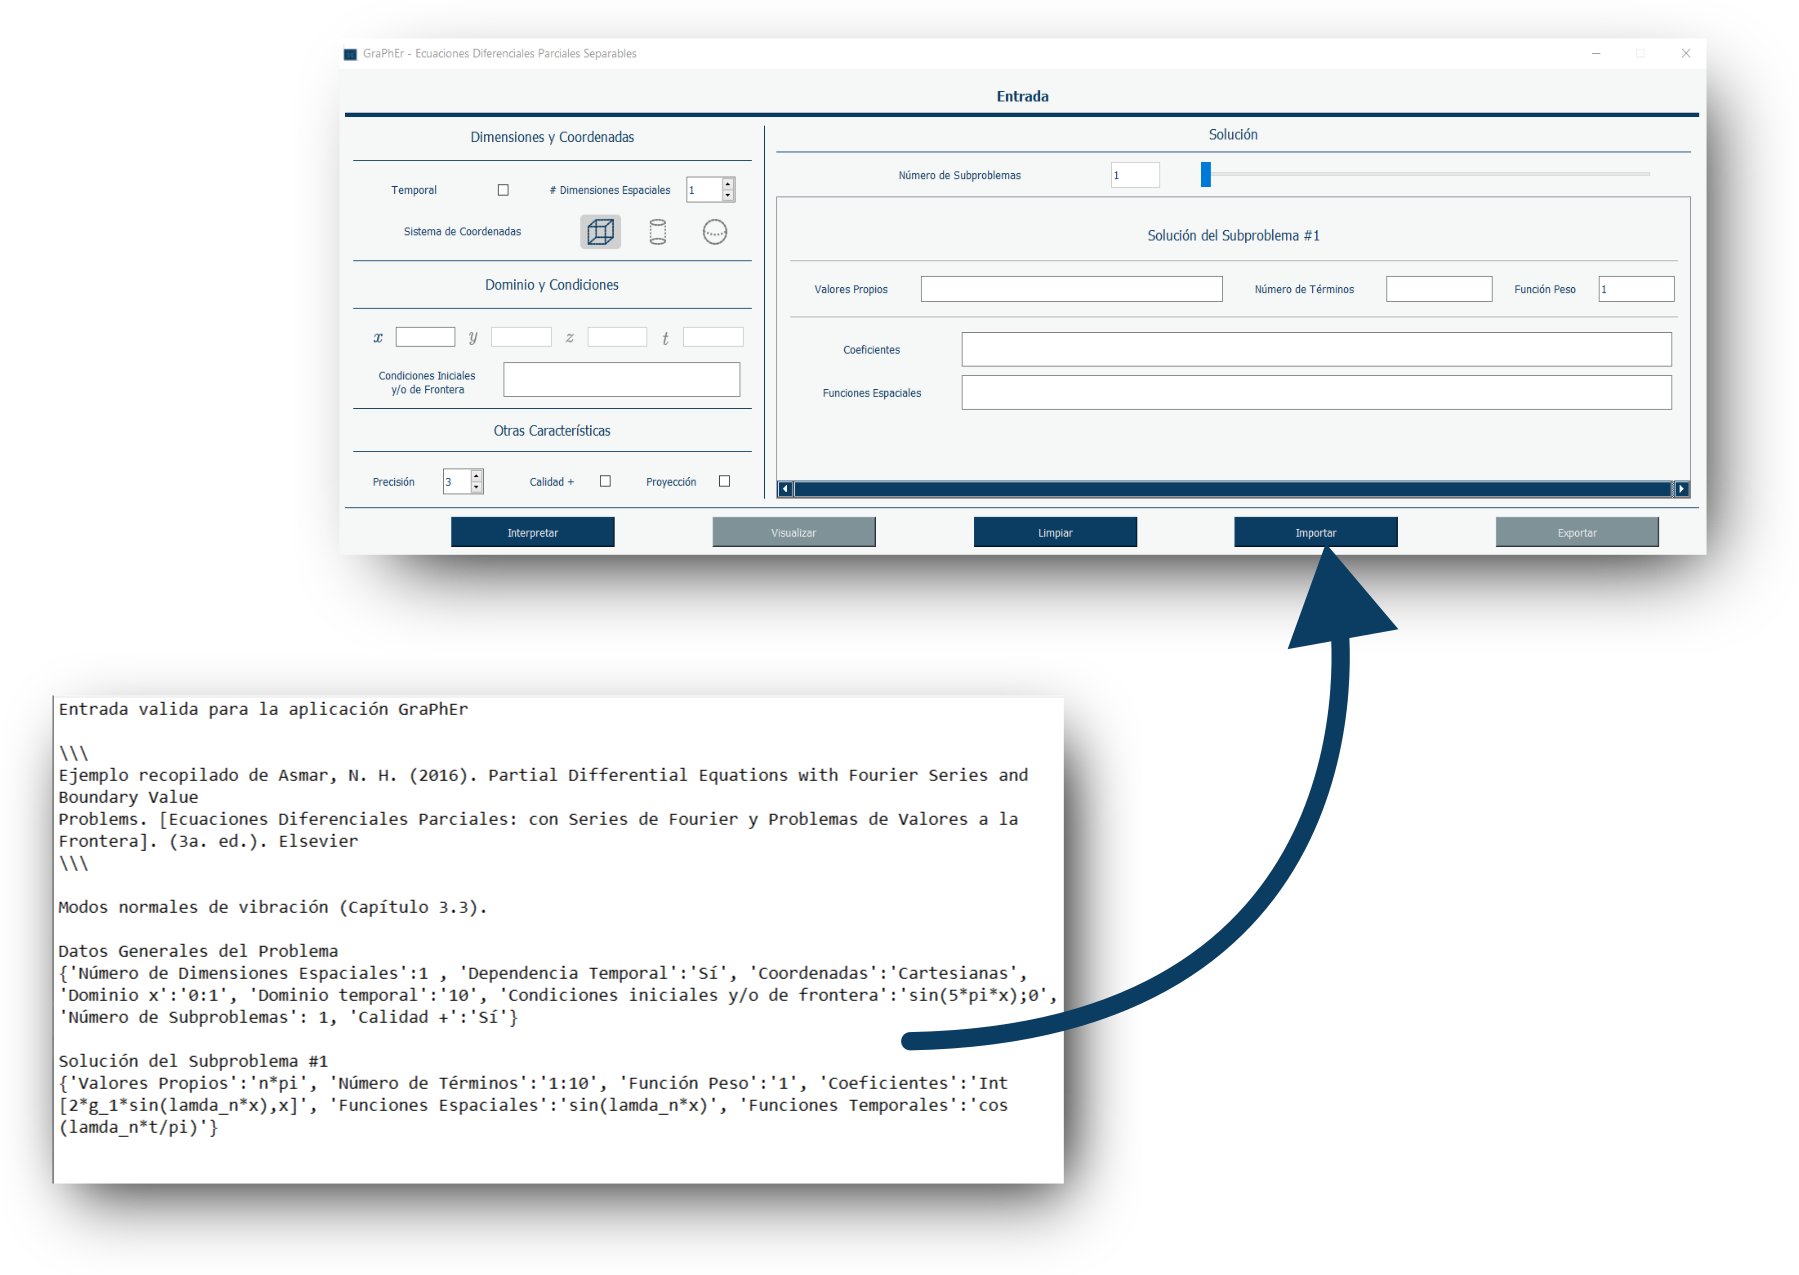 GraPhEr - Ecuaciones Diferenciales Parciales Separables
Entrada
Dimensiones y Coordenadas
Temporal # Dimensiones Espaciales 1
Sistema de Coordenadas
Dominio y Condiciones
x y z t
Condiciones Iniciales
y/o de Frontera
Otras Características
Precisión 3 Calidad + Proyección
Solución
Número de Subproblemas 1
Solución del Subproblema #1
Valores Propios Número de Términos Función Peso 1
Coeficientes
Funciones Espaciales
Interpretar Visualizar Limpiar Importar Exportar
Entrada valida para la aplicación GraPhEr
\\\
Ejemplo recopilado de Asmar, N. H. (2016). Partial Differential Equations with Fourier Series and
Boundary Value
Problems. [Ecuaciones Diferenciales Parciales: con Series de Fourier y Problemas de Valores a la
Frontera]. (3a. ed.). Elsevier
\\\
Modos normales de vibración (Capítulo 3.3).
Datos Generales del Problema
{'Número de Dimensiones Espaciales':1 , 'Dependencia Temporal':'Sí', 'Coordenadas':'Cartesianas',
'Dominio x':'0:1', 'Dominio temporal':'10', 'Condiciones iniciales y/o de frontera':'sin(5*pi*x);0',
'Número de Subproblemas': 1, 'Calidad +':'Sí'}
Solución del Subproblema #1
{'Valores Propios':'n*pi', 'Número de Términos':'1:10', 'Función Peso':'1', 'Coeficientes':'Int
[2*g_1*sin(lamda_n*x),x]', 'Funciones Espaciales':'sin(lamda_n*x)', 'Funciones Temporales':'cos
(lamda_n*t/pi)'}